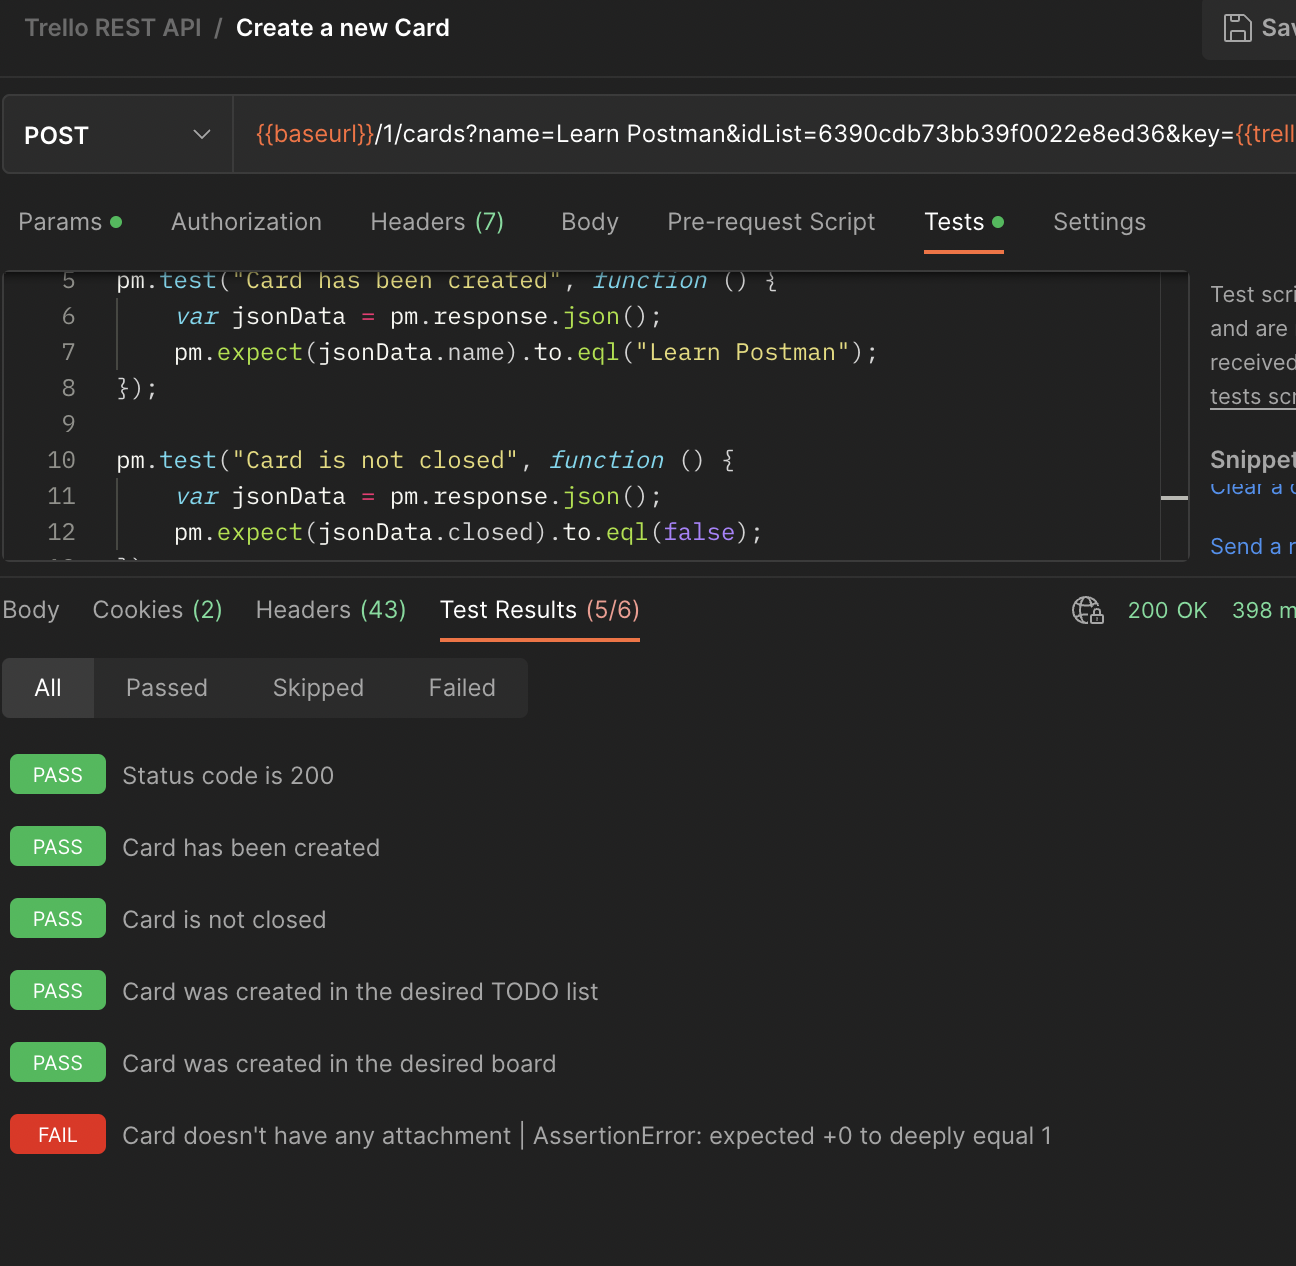 Trello REST API / Create a new Card
Sav
POST
{{baseurl}}/1/cards?name=Learn Postman&idList=6390cdb73bb39f0022e8ed36&key={{trell
Params Authorization Headers (7) Body Pre-request Script Tests Settings
5 pm.test("Card has been created", function () {
6 var jsonData = pm.response.json();
7 pm.expect(jsonData.name).to.eql("Learn Postman");
8 });
9
10 pm.test("Card is not closed", function () {
11 var jsonData = pm.response.json();
12 pm.expect(jsonData.closed).to.eql(false);
Test scri
and are
received
tests scr
Snippet
Clear a
Send a r
Body Cookies (2) Headers (43) Test Results (5/6) 200 OK 398 m
All Passed Skipped Failed
PASS Status code is 200
PASS Card has been created
PASS Card is not closed
PASS Card was created in the desired TODO list
PASS Card was created in the desired board
FAIL Card doesn't have any attachment | AssertionError: expected +0 to deeply equal 1